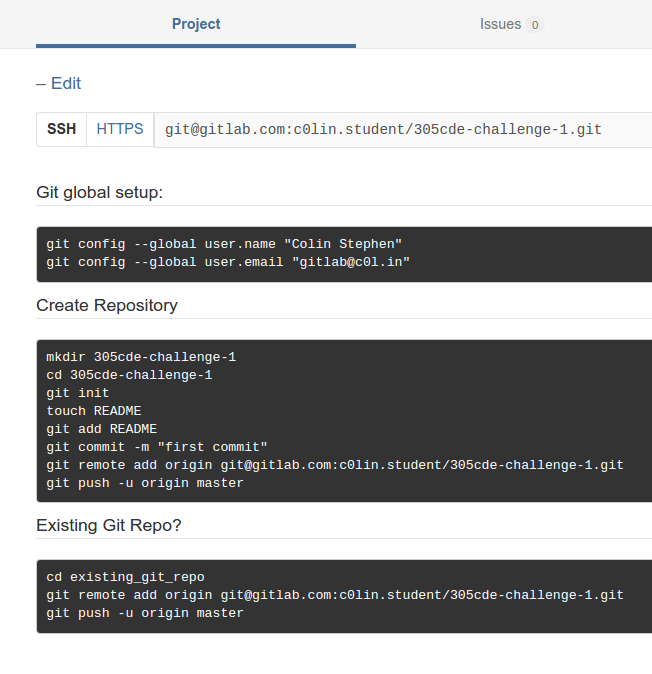 Project
Issues 0
– Edit
SSH HTTPS git@gitlab.com:c0lin.student/305cde-challenge-1.git
Git global setup:
git config --global user.name "Colin Stephen"
git config --global user.email "gitlab@c0l.in"
Create Repository
mkdir 305cde-challenge-1
cd 305cde-challenge-1
git init
touch README
git add README
git commit -m "first commit"
git remote add origin git@gitlab.com:c0lin.student/305cde-challenge-1.git
git push -u origin master
Existing Git Repo?
cd existing_git_repo
git remote add origin git@gitlab.com:c0lin.student/305cde-challenge-1.git
git push -u origin master